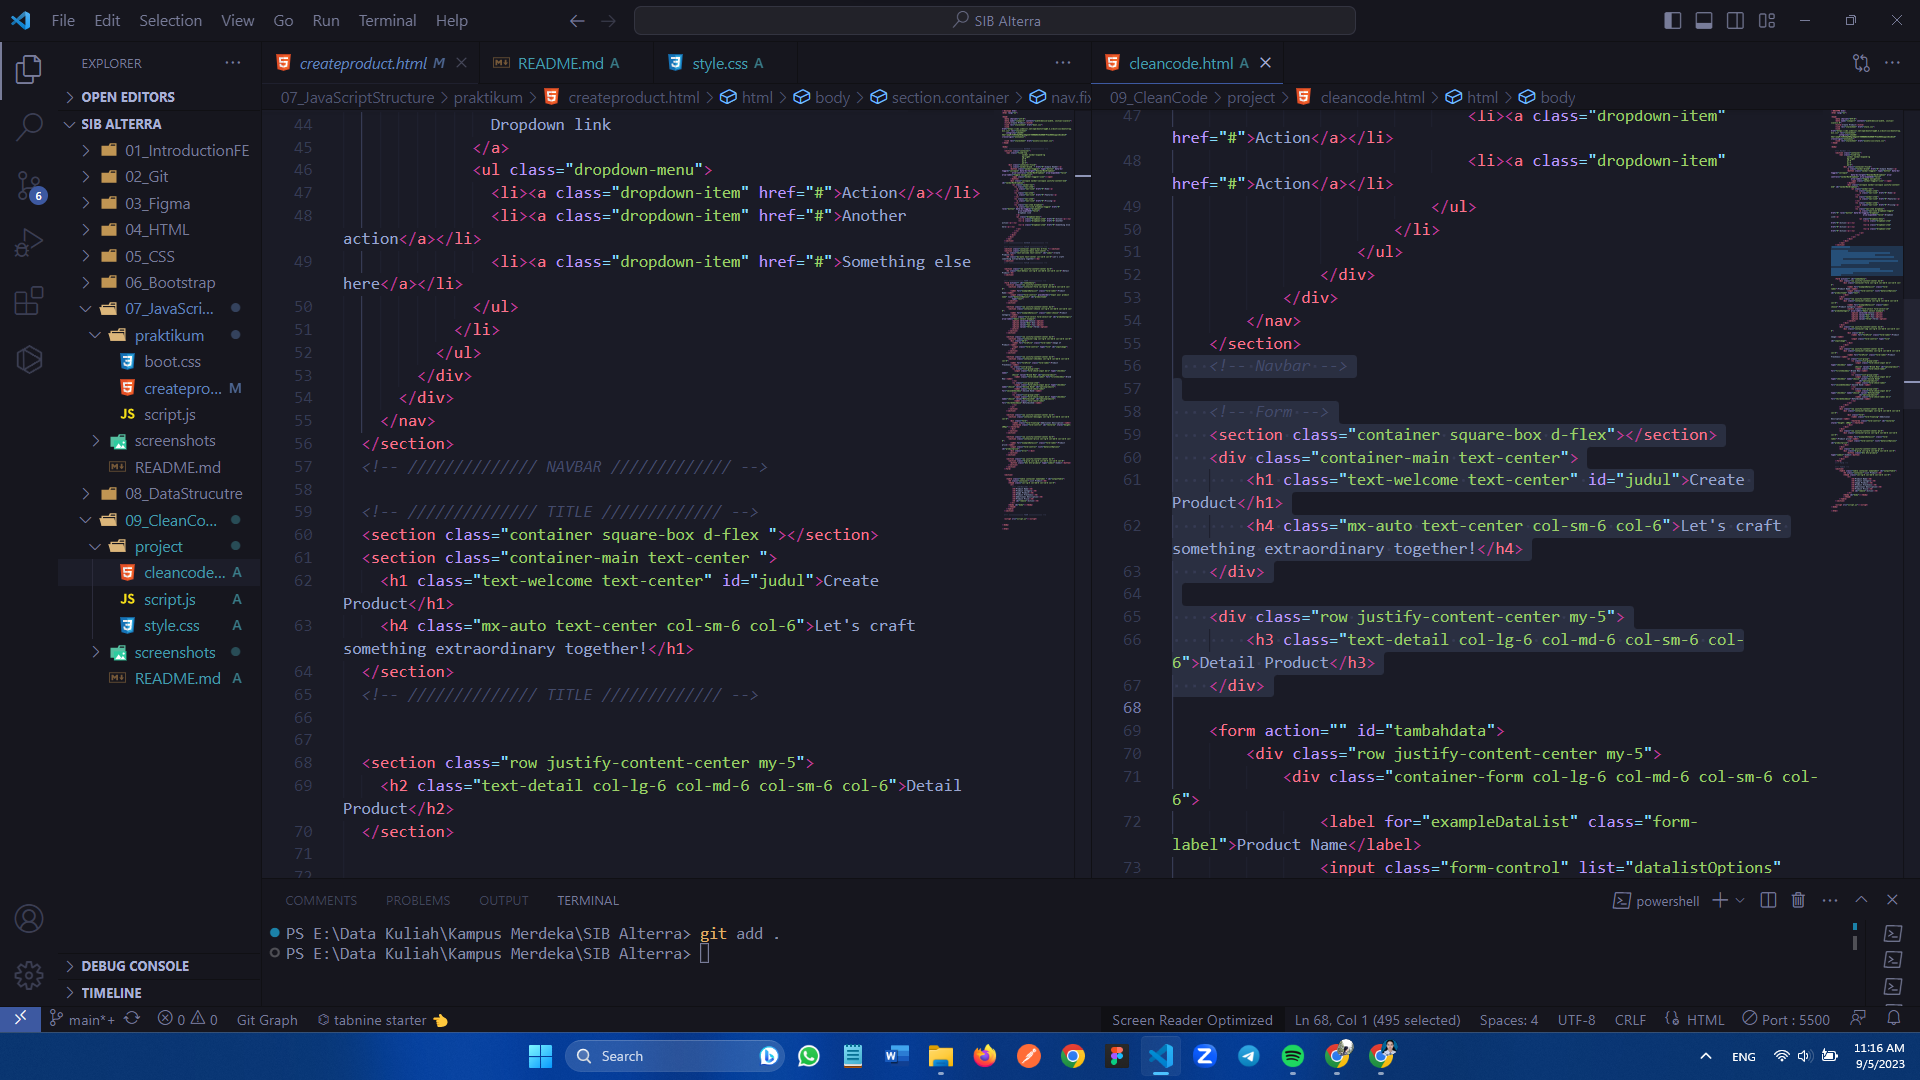 File Edit Selection View Go Run Terminal Help
SIB Alterra
EXPLORER
OPEN EDITORS
SIB ALTERRA
01_IntroductionFE
02_Git
03_Figma
04_HTML
05_CSS
06_Bootstrap
07_JavaScri...
praktikum
boot.css
createpro... M
JS script.js
screenshots
README.md
08_DataStrucutre
09_CleanCo...
project
cleancode... A
JS script.js A
style.css A
screenshots
README.md A
DEBUG CONSOLE
TIMELINE
6
createproduct.html M
README.md A
style.css A
07_JavaScriptStructure > praktikum > createproduct.html > html > body > section.container > nav.fix
44 Dropdown link
45 </a>
46 <ul class="dropdown-menu">
47 <li><a class="dropdown-item" href="#">Action</a></li>
48 <li><a class="dropdown-item" href="#">Another
action</a></li>
49 <li><a class="dropdown-item" href="#">Something else
here</a></li>
50 </ul>
51 </li>
52 </ul>
53 </div>
54 </div>
55 </nav>
56 </section>
57 <!-- ////////////// NAVBAR ///////////// -->
58
59 <!-- ////////////// TITLE ///////////// -->
60 <section class="container square-box d-flex "></section>
61 <section class="container-main text-center ">
62 <h1 class="text-welcome text-center" id="judul">Create
Product</h1>
63 <h4 class="mx-auto text-center col-sm-6 col-6">Let's craft
something extraordinary together!</h1>
64 </section>
65 <!-- ////////////// TITLE ///////////// -->
66
67
68 <section class="row justify-content-center my-5">
69 <h2 class="text-detail col-lg-6 col-md-6 col-sm-6 col-6">Detail
Product</h2>
70 </section>
71
72
cleancode.html A
09_CleanCode > project > cleancode.html > html > body
47 <li><a class="dropdown-item"
href="#">Action</a></li>
48 <li><a class="dropdown-item"
href="#">Action</a></li>
49 </ul>
50 </li>
51 </ul>
52 </div>
53 </div>
54 </nav>
55 </section>
56 <!-- Navbar -->
57
58 <!-- Form -->
59 <section class="container square-box d-flex"></section>
60 <div class="container-main text-center">
61 <h1 class="text-welcome text-center" id="judul">Create
Product</h1>
62 <h4 class="mx-auto text-center col-sm-6 col-6">Let's craft
something extraordinary together!</h4>
63 </div>
64
65 <div class="row justify-content-center my-5">
66 <h3 class="text-detail col-lg-6 col-md-6 col-sm-6 col-
6">Detail Product</h3>
67 </div>
68
69 <form action="" id="tambahdata">
70 <div class="row justify-content-center my-5">
71 <div class="container-form col-lg-6 col-md-6 col-sm-6 col-
6">
72 <label for="exampleDataList" class="form-
label">Product Name</label>
73 <input class="form-control" list="datalistOptions"
COMMENTS PROBLEMS OUTPUT TERMINAL
powershell
PS E:\Data Kuliah\Kampus Merdeka\SIB Alterra> git add .
PS E:\Data Kuliah\Kampus Merdeka\SIB Alterra>
main*+ 0 0 Git Graph tabnine starter
Screen Reader Optimized Ln 68, Col 1 (495 selected) Spaces: 4 UTF-8 CRLF HTML Port : 5500
Search
ENG
11:16 AM
9/5/2023